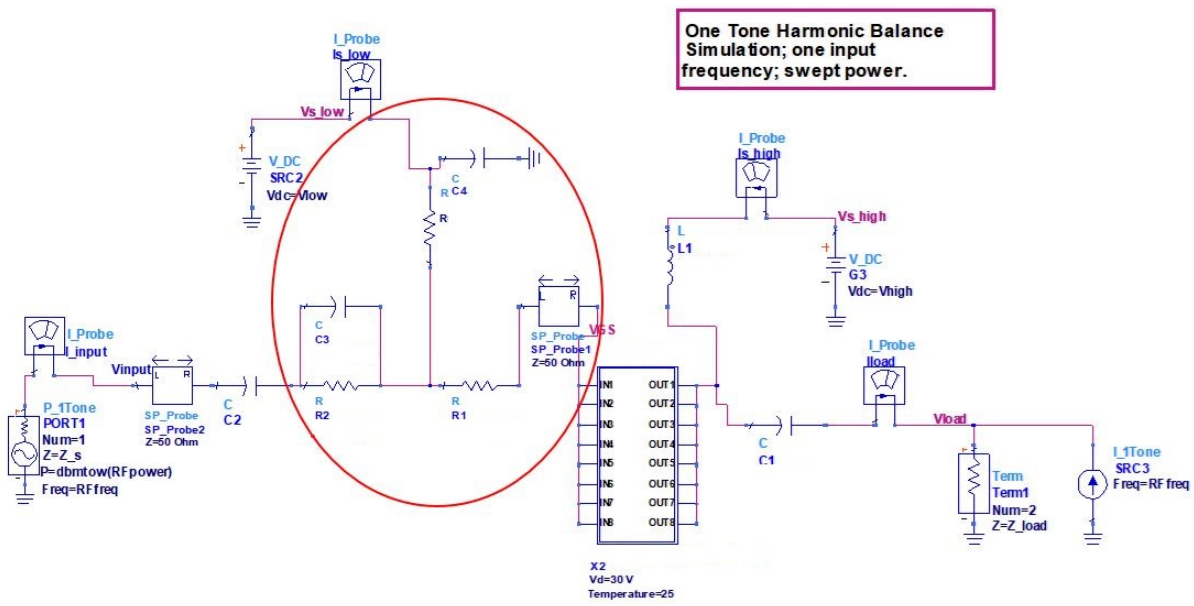 One Tone Harmonic Balance
Simulation; one input
frequency; swept power.
I_Probe
Is_low
Vs_low
V_DC
SRC2
Vdc=Vlow
C
C4
R
R
I_Probe
Is_high
Vs_high
L
L1
V_DC
G3
Vdc=Vhigh
I_Probe
I_input
Vinput
L
R
SP_Probe
SP_Probe2
Z=50 Ohm
P_1Tone
PORT1
Num=1
Z=Z_s
P=dbmtow(RFpower)
Freq=RFfreq
C
C2
C
C3
R
R2
R
R1
L
R
SP_Probe
SP_Probe1
Z=50 Ohm
VGS
IN1
IN2
IN3
IN4
IN5
IN6
IN7
IN8
OUT1
OUT2
OUT3
OUT4
OUT5
OUT6
OUT7
OUT8
X2
Vd=30 V
Temperature=25
C
C1
I_Probe
Iload
Vload
Term
Term1
Num=2
Z=Z_load
I_1Tone
SRC3
Freq=RFfreq